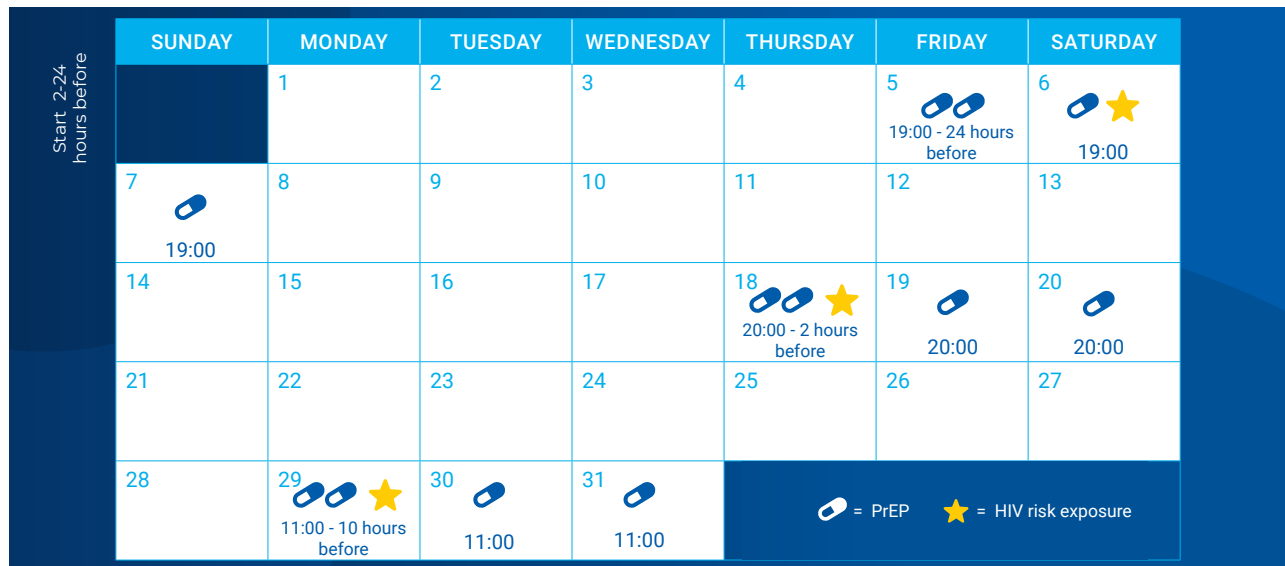 Start 2-24
hours before
SUNDAY MONDAY TUESDAY WEDNESDAY THURSDAY FRIDAY SATURDAY
1 2 3 4 5 6
19:00 - 24 hours
before
19:00
7 8 9 10 11 12 13
19:00
14 15 16 17 18 19 20
20:00 - 2 hours
before
20:00
20:00
21 22 23 24 25 26 27
28 29 30 31
11:00 - 10 hours
before
11:00
11:00
= PrEP
= HIV risk exposure